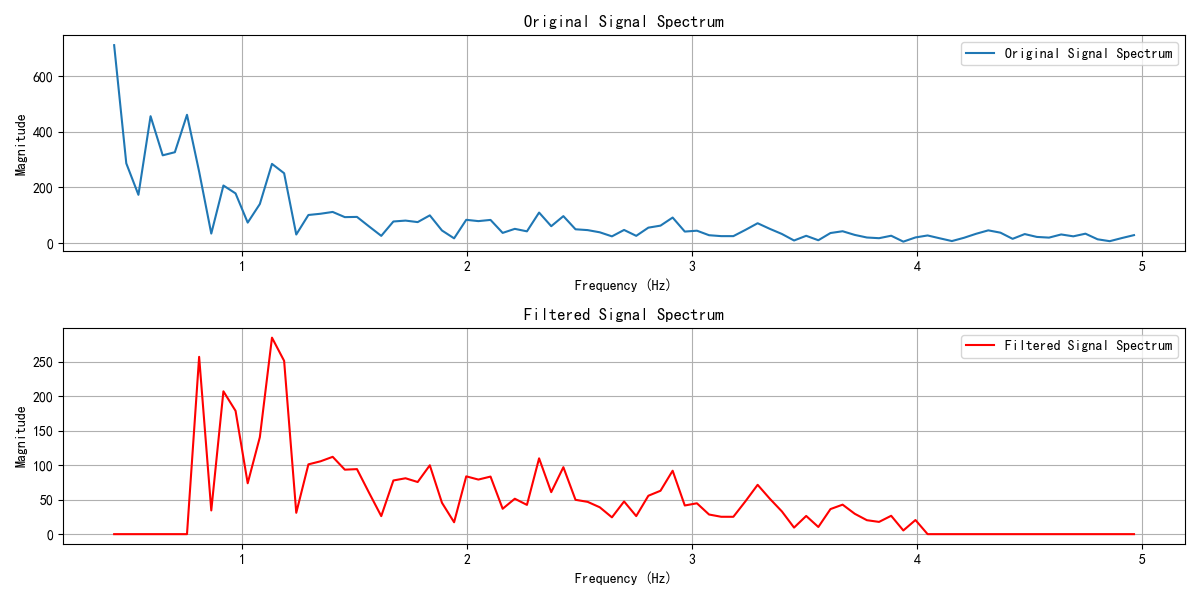 Original Signal Spectrum
Original Signal Spectrum
600
400
200
0
Magnitude
1
2
3
4
5
Frequency (Hz)
Filtered Signal Spectrum
Filtered Signal Spectrum
250
200
150
100
50
0
Magnitude
1
2
3
4
5
Frequency (Hz)